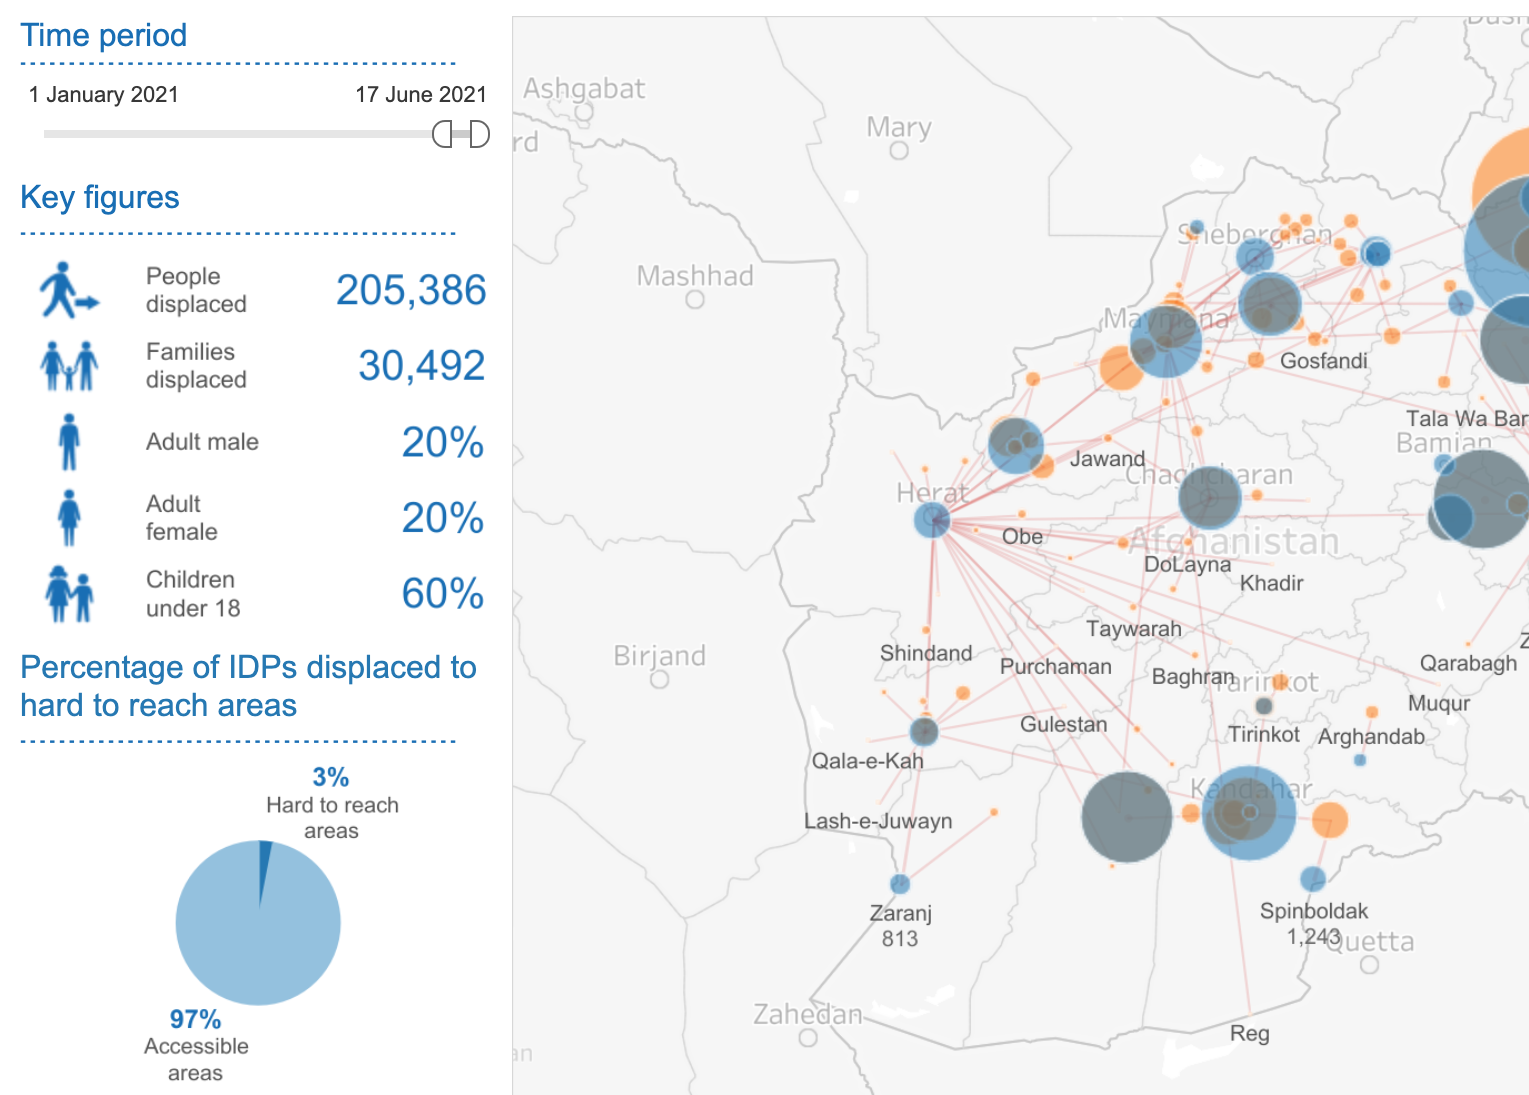 Time period
1 January 2021
17 June 2021
Key figures
People
displaced
205,386
Families
displaced
30,492
Adult male
20%
Adult
female
20%
Children
under 18
60%
Percentage of IDPs displaced to
hard to reach areas
3%
Hard to reach
areas
97%
Accessible
areas
Ashgabat
rd
Mary
Mashhad
Sheberghan
Maymana
Gosfandi
Tala Wa Bar
Bamian
Jawand
Chaghcharan
Herat
Obe
Afghanistan
DoLayna
Khadir
Taywarah
Shindand
Purchaman
Birjand
Baghran
Tarinkot
Qarabagh
Muqur
Gulestan
Tirinkot
Arghandab
Qala-e-Kah
Kandahar
Lash-e-Juwayn
Zaranj
813
Spinboldak
1,243
Quetta
Zahedan
Reg
an